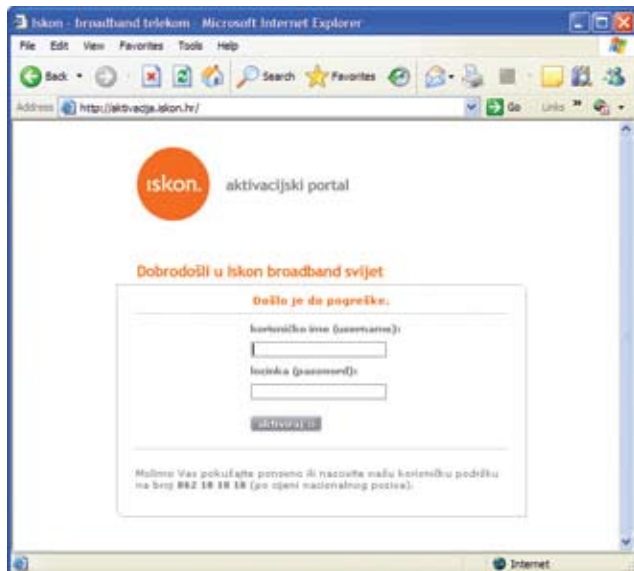 Iskon - broadband telekom - Microsoft Internet Explorer
File Edit View Favorites Tools Help
Back Search Favorites
Address http://aktivacija.iskon.hr/ Go Links »
ıskon. aktivacijski portal
Dobrodošli u Iskon broadband svijet
Došlo je do pogreške.
korisničko ime (username):
lozinka (password):
aktiviraj ::
Molimo Vas pokušajte ponovno ili nazovite našu korisničku podršku
na broj 062 10 10 10 (po cijeni nacionalnog poziva).
Internet